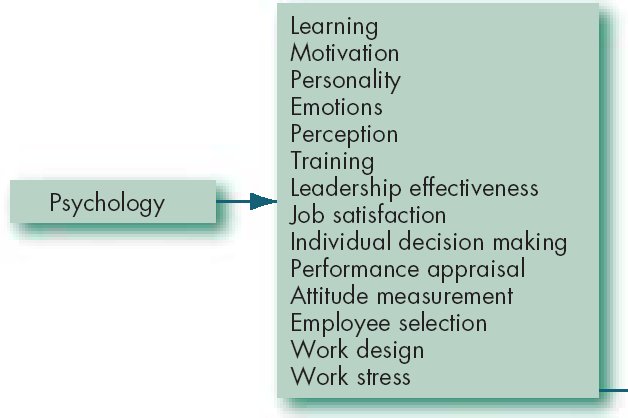 Psychology
Learning
Motivation
Personality
Emotions
Perception
Training
Leadership effectiveness
Job satisfaction
Individual decision making
Performance appraisal
Attitude measurement
Employee selection
Work design
Work stress